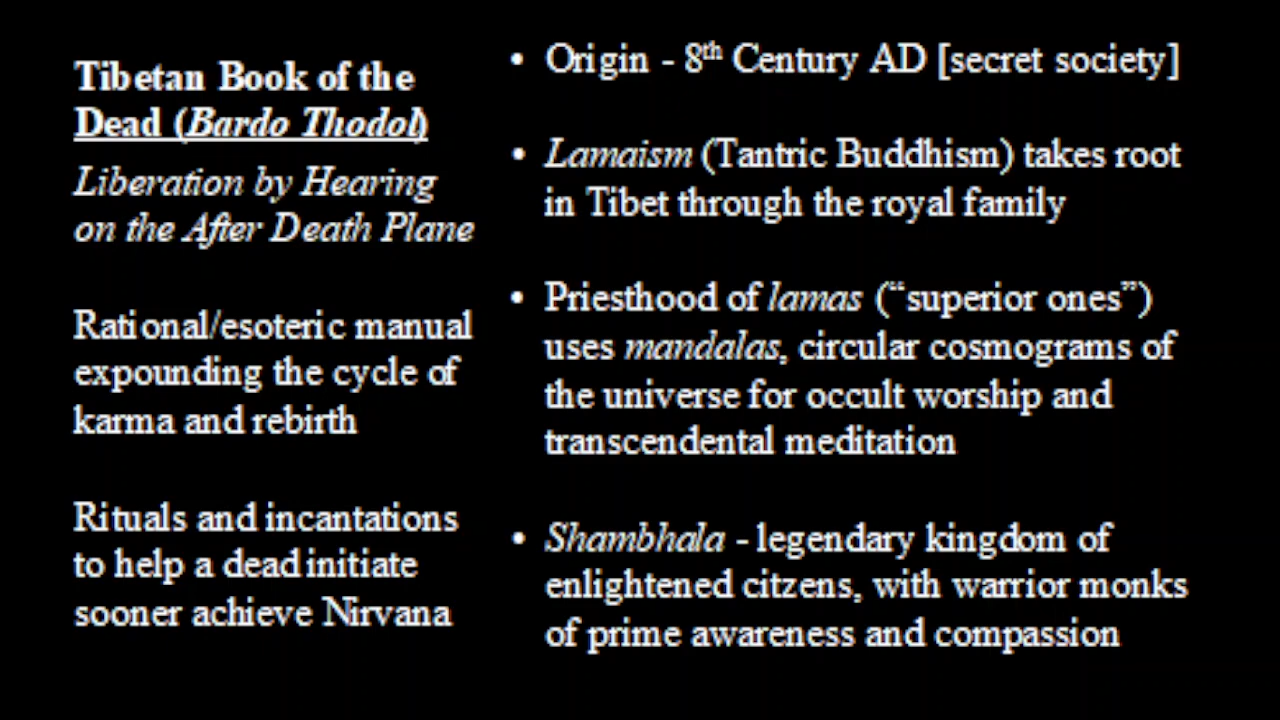 Tibetan Book of the
Dead (Bardo Thodol)
Liberation by Hearing
on the After Death Plane
Rational/esoteric manual
expounding the cycle of
karma and rebirth
Rituals and incantations
to help a dead initiate
sooner achieve Nirvana
• Origin - 8th Century AD [secret society]
• Lamaism (Tantric Buddhism) takes root
in Tibet through the royal family
• Priesthood of lamas (“superior ones”)
uses mandalas, circular cosmograms of
the universe for occult worship and
transcendental meditation
• Shambhala - legendary kingdom of
enlightened citzens, with warrior monks
of prime awareness and compassion